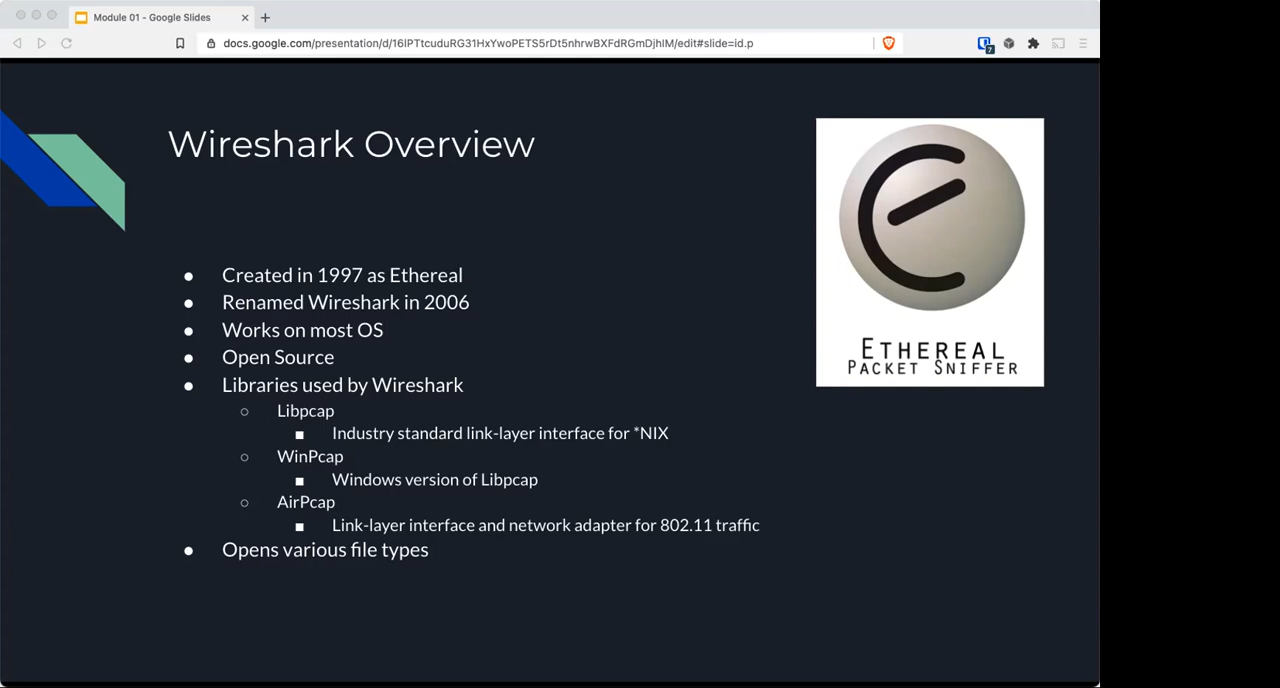 Module 01 - Google Slides
docs.google.com/presentation/d/16IPTtcuduRG31HxYwoPETS5rDt5nhrwBXFdRGmDjhIM/edit#slide=id.p
7
Wireshark Overview
ETHEREAL
PACKET SNIFFER
● Created in 1997 as Ethereal
● Renamed Wireshark in 2006
● Works on most OS
● Open Source
● Libraries used by Wireshark
○ Libpcap
■ Industry standard link-layer interface for *NIX
○ WinPcap
■ Windows version of Libpcap
○ AirPcap
■ Link-layer interface and network adapter for 802.11 traffic
● Opens various file types